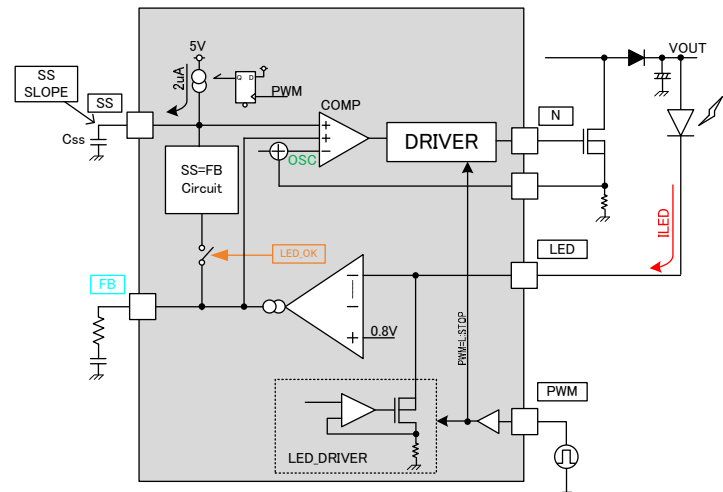 5V
VOUT
2uA
Q D
PWM
SS
SLOPE
SS
COMP
N
Css
OSC
DRIVER
SS=FB
Circuit
ILED
LED_OK
LED
FB
0.8V
PWM=L:STOP
PWM
LED_DRIVER